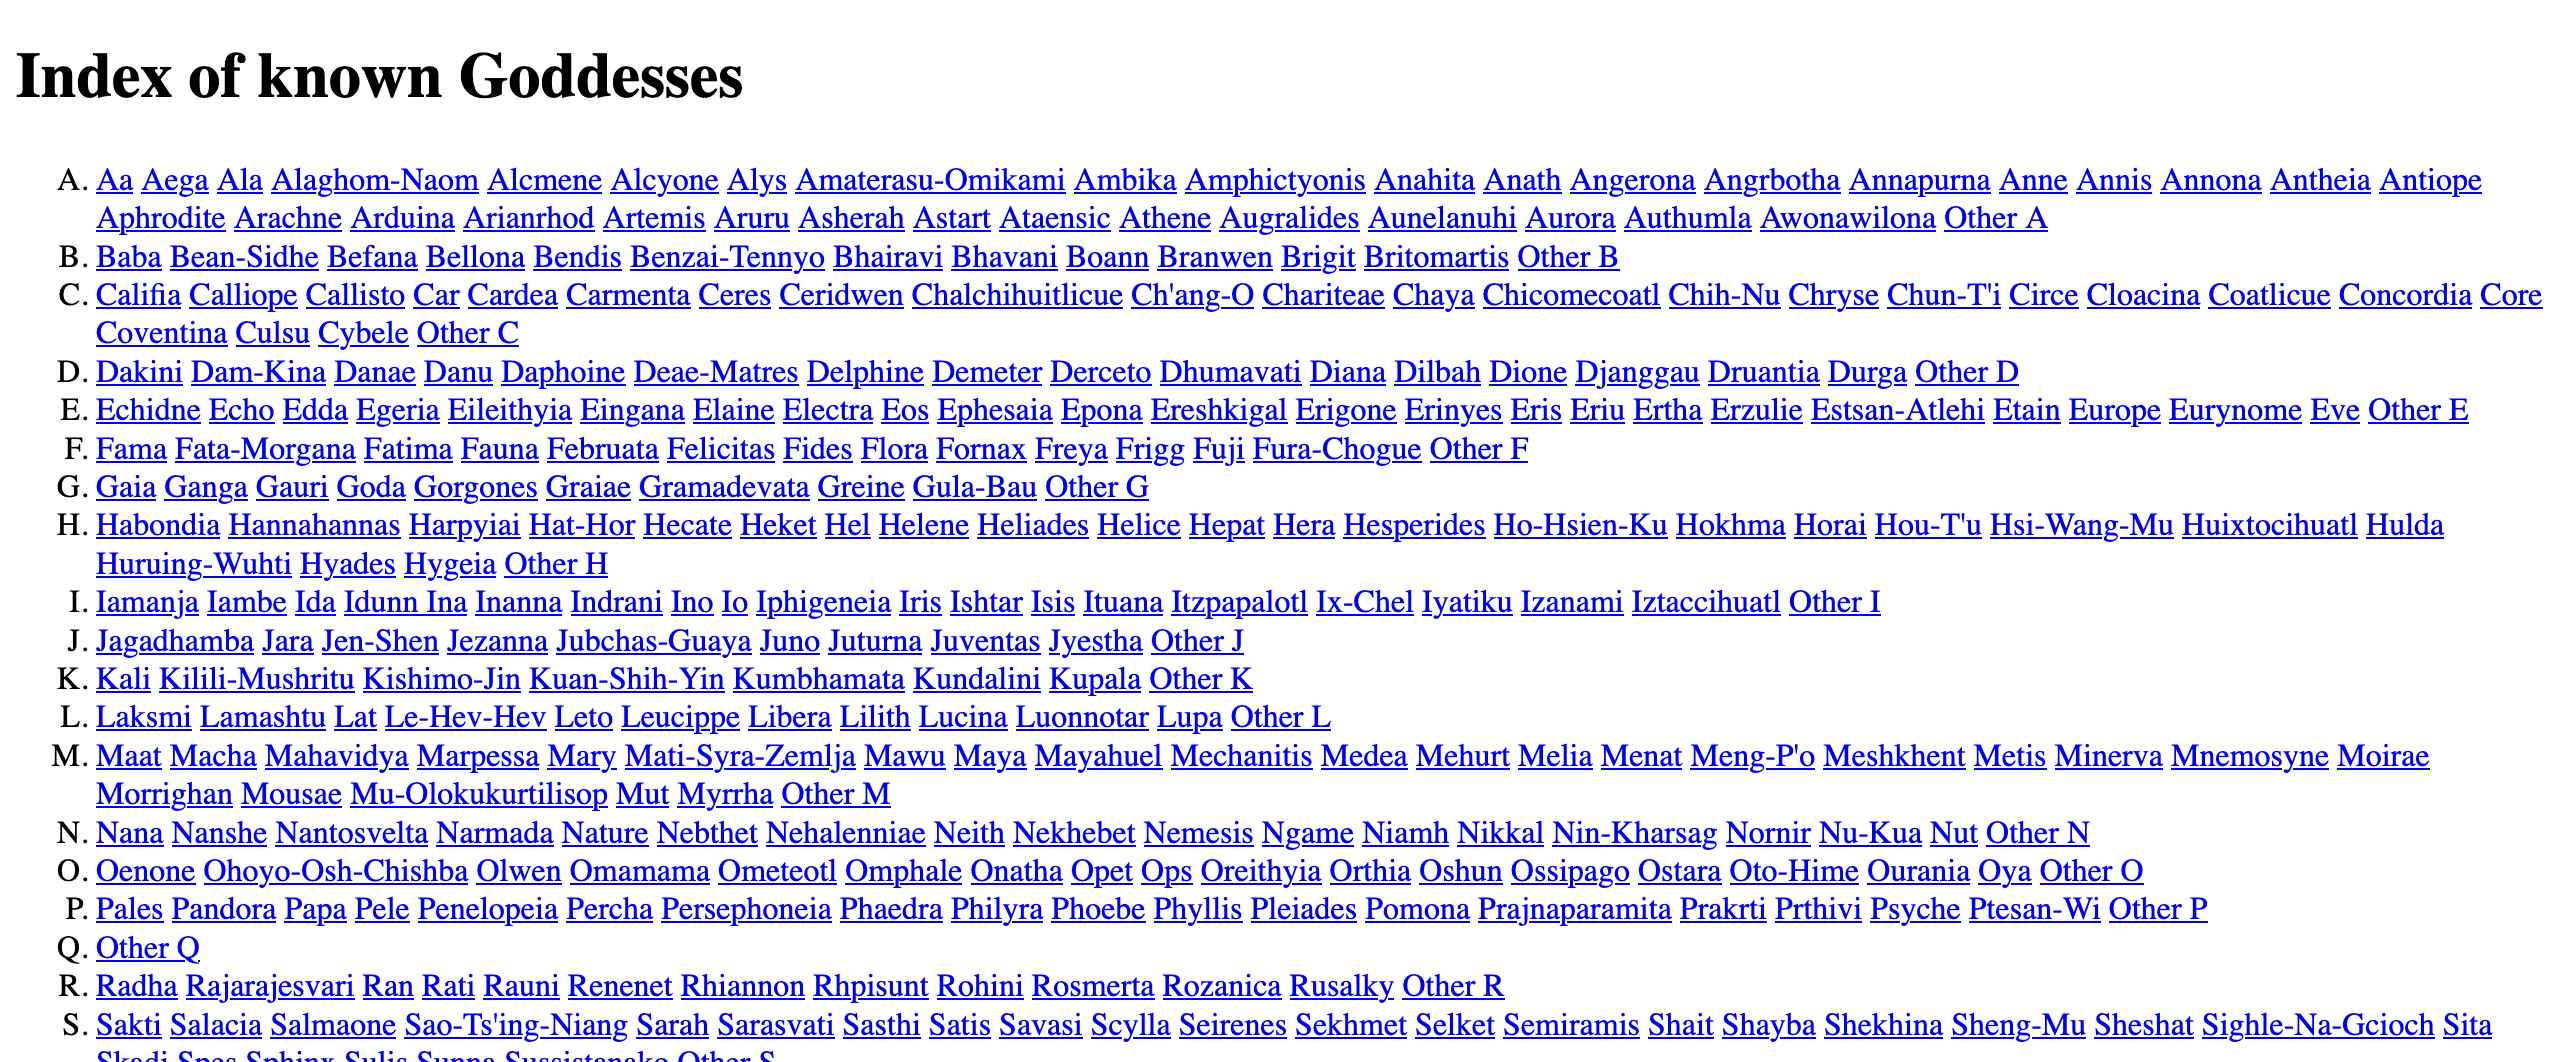 Index of known Goddesses
A. Aa Aega Ala Alaghom-Naom Alcmene Alcyone Alys Amaterasu-Omikami Ambika Amphictyonis Anahita Anath Angerona Angrbotha Annapurna Anne Annis Annona Antheia Antiope
Aphrodite Arachne Arduina Arianrhod Artemis Aruru Asherah Astart Ataensic Athene Augralides Aunelanuhi Aurora Authumla Awonawilona Other A
B. Baba Bean-Sidhe Befana Bellona Bendis Benzai-Tennyo Bhairavi Bhavani Boann Branwen Brigit Britomartis Other B
C. Califia Calliope Callisto Car Cardea Carmenta Ceres Ceridwen Chalchihuitlicue Ch'ang-O Chariteae Chaya Chicomecoatl Chih-Nu Chryse Chun-T'i Circe Cloacina Coatlicue Concordia Core
Coventina Culsu Cybele Other C
D. Dakini Dam-Kina Danae Danu Daphoine Deae-Matres Delphine Demeter Derceto Dhumavati Diana Dilbah Dione Djanggau Druantia Durga Other D
E. Echidne Echo Edda Egeria Eileithyia Eingana Elaine Electra Eos Ephesaia Epona Ereshkigal Erigone Erinyes Eris Eriu Ertha Erzulie Estsan-Atlehi Etain Europe Eurynome Eve Other E
F. Fama Fata-Morgana Fatima Fauna Februata Felicitas Fides Flora Fornax Freya Frigg Fuji Fura-Chogue Other F
G. Gaia Ganga Gauri Goda Gorgones Graiae Gramadevata Greine Gula-Bau Other G
H. Habondia Hannahannas Harpyiai Hat-Hor Hecate Heket Hel Helene Heliades Helice Hepat Hera Hesperides Ho-Hsien-Ku Hokhma Horai Hou-T'u Hsi-Wang-Mu Huixtocihuatl Hulda
Huruing-Wuhti Hyades Hygeia Other H
I. Iamanja Iambe Ida Idunn Ina Inanna Indrani Ino Io Iphigeneia Iris Ishtar Isis Ituana Itzpapalotl Ix-Chel Iyatiku Izanami Iztaccihuatl Other I
J. Jagadhamba Jara Jen-Shen Jezanna Jubchas-Guaya Juno Juturna Juventas Jyestha Other J
K. Kali Kilili-Mushritu Kishimo-Jin Kuan-Shih-Yin Kumbhamata Kundalini Kupala Other K
L. Laksmi Lamashtu Lat Le-Hev-Hev Leto Leucippe Libera Lilith Lucina Luonnotar Lupa Other L
M. Maat Macha Mahavidya Marpessa Mary Mati-Syra-Zemlja Mawu Maya Mayahuel Mechanitis Medea Mehurt Melia Menat Meng-P'o Meshkhent Metis Minerva Mnemosyne Moirae
Morrighan Mousae Mu-Olokukurtilisop Mut Myrrha Other M
N. Nana Nanshe Nantosvelta Narmada Nature Nebthet Nehalenniae Neith Nekhebet Nemesis Ngame Niamh Nikkal Nin-Kharsag Nornir Nu-Kua Nut Other N
O. Oenone Ohoyo-Osh-Chishba Olwen Omamama Ometeotl Omphale Onatha Opet Ops Oreithyia Orthia Oshun Ossipago Ostara Oto-Hime Ourania Oya Other O
P. Pales Pandora Papa Pele Penelopeia Percha Persephoneia Phaedra Philyra Phoebe Phyllis Pleiades Pomona Prajnaparamita Prakrti Prthivi Psyche Ptesan-Wi Other P
Q. Other Q
R. Radha Rajarajesvari Ran Rati Rauni Renenet Rhiannon Rhpisunt Rohini Rosmerta Rozanica Rusalky Other R
S. Sakti Salacia Salmaone Sao-Ts'ing-Niang Sarah Sarasvati Sasthi Satis Savasi Scylla Seirenes Sekhmet Selket Semiramis Shait Shayba Shekhina Sheng-Mu Sheshat Sighle-Na-Gcioch Sita
Skadi Spes Sphinx Sulis Sunna Sussistanako Other S